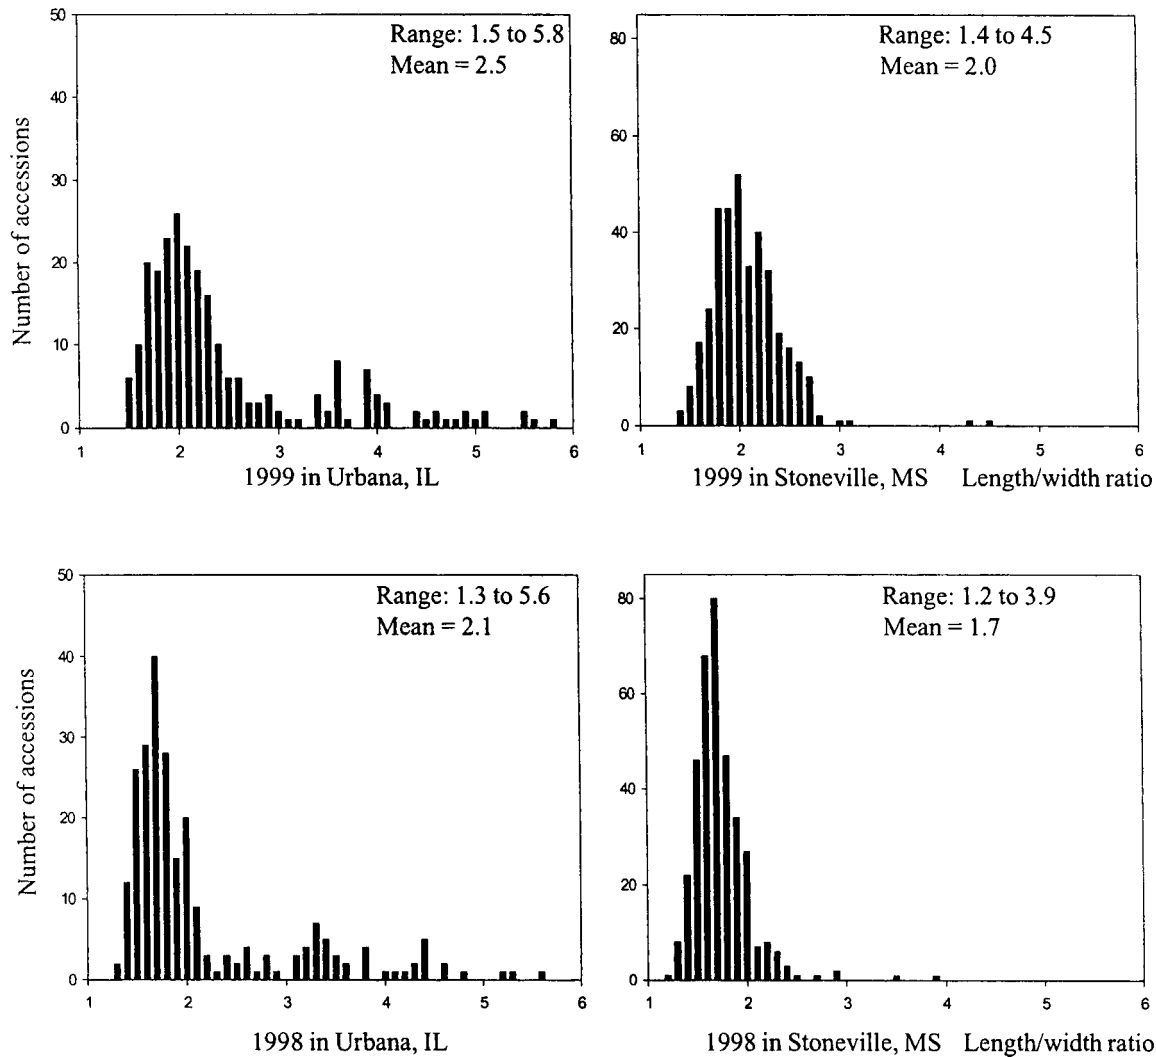 50
40
30
20
10
0
Number of accessions
Range: 1.5 to 5.8
Mean = 2.5
1 2 3 4 5 6
1999 in Urbana, IL
80
60
40
20
0
Range: 1.4 to 4.5
Mean = 2.0
1 2 3 4 5 6
1999 in Stoneville, MS Length/width ratio
50
40
30
20
10
0
Number of accessions
Range: 1.3 to 5.6
Mean = 2.1
1 2 3 4 5 6
1998 in Urbana, IL
80
60
40
20
0
Range: 1.2 to 3.9
Mean = 1.7
1 2 3 4 5 6
1998 in Stoneville, MS Length/width ratio